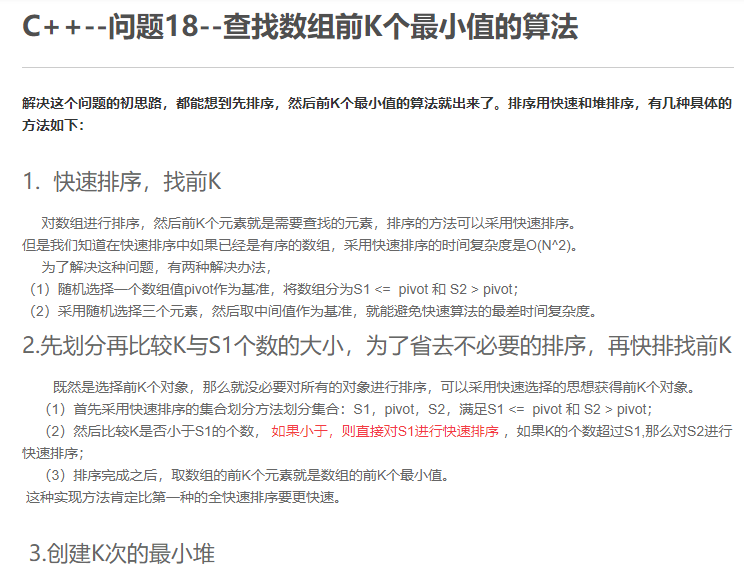 C++--问题18--查找数组前K个最小值的算法
解决这个问题的初思路，都能想到先排序，然后前K个最小值的算法就出来了。排序用快速和堆排序，有几种具体的
方法如下：
1. 快速排序，找前K
对数组进行排序，然后前K个元素就是需要查找的元素，排序的方法可以采用快速排序。
但是我们知道在快速排序中如果已经是有序的数组，采用快速排序的时间复杂度是O(N^2)。
为了解决这种问题，有两种解决办法，
（1）随机选择一个数组值pivot作为基准，将数组分为S1 <= pivot 和 S2 > pivot；
（2）采用随机选择三个元素，然后取中间值作为基准，就能避免快速算法的最差时间复杂度。
2.先划分再比较K与S1个数的大小，为了省去不必要的排序，再快排找前K
既然是选择前K个对象，那么就没必要对所有的对象进行排序，可以采用快速选择的思想获得前K个对象。
（1）首先采用快速排序的集合划分方法划分集合：S1，pivot，S2，满足S1 <= pivot 和 S2 > pivot；
（2）然后比较K是否小于S1的个数， 如果小于，则直接对S1进行快速排序 ，如果K的个数超过S1,那么对S2进行
快速排序；
（3）排序完成之后，取数组的前K个元素就是数组的前K个最小值。
这种实现方法肯定比第一种的全快速排序要更快速。
3.创建K次的最小堆